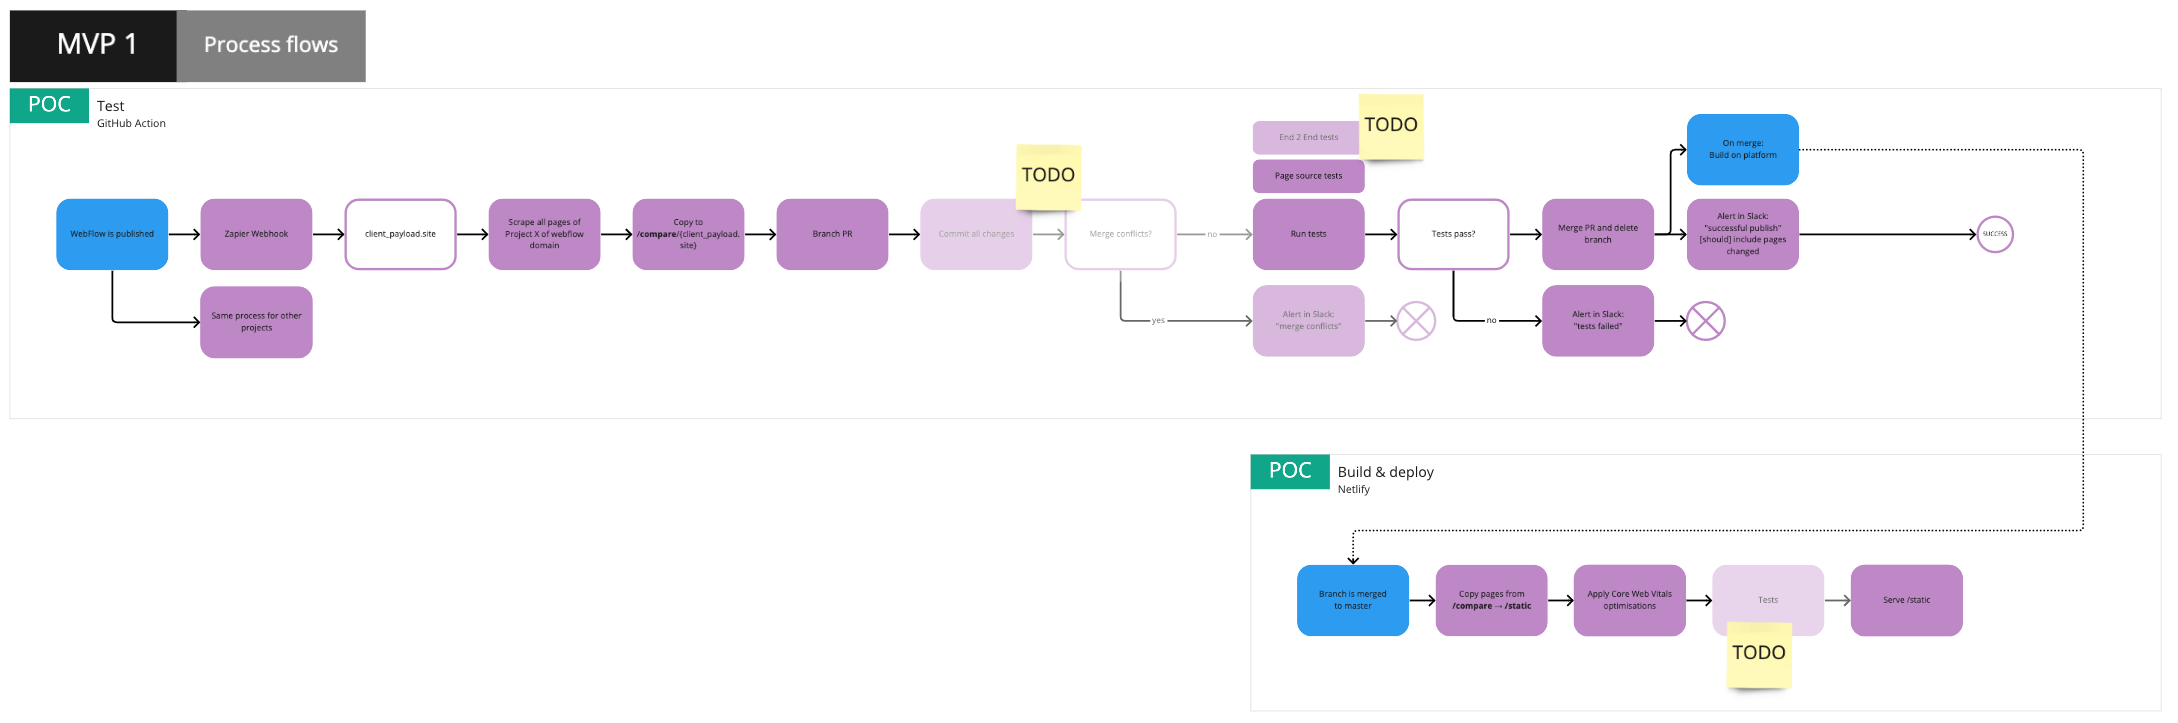 MVP 1
Process flows
POC
Test
GitHub Action
TODO
End 2 End tests
TODO
Page source tests
On merge:
Build on platform
WebFlow is published
Zapier Webhook
client_payload.site
Scrape all pages of
Project X of webflow
domain
Copy to
/compare/{client_payload.
site}
Branch PR
Commit all changes
Merge conflicts?
no
Run tests
Tests pass?
Merge PR and delete
branch
Alert in Slack:
"successful publish"
[should] include pages
changed
SUCCESS
Same process for other
projects
yes
Alert in Slack:
"merge conflicts"
no
Alert in Slack:
"tests failed"
POC
Build & deploy
Netlify
Branch is merged
to master
Copy pages from
/compare → /static
Apply Core Web Vitals
optimisations
Tests
Serve /static
TODO